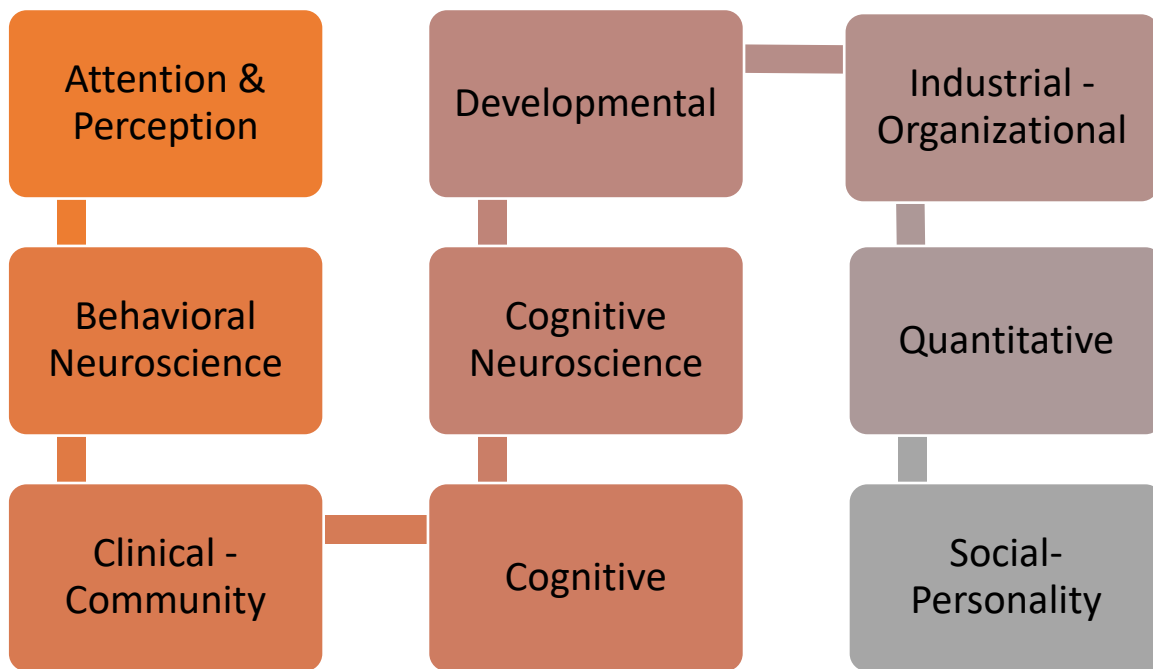 Attention &
Perception
Behavioral
Neuroscience
Clinical -
Community
Cognitive
Cognitive
Neuroscience
Developmental
Industrial -
Organizational
Quantitative
Social-
Personality